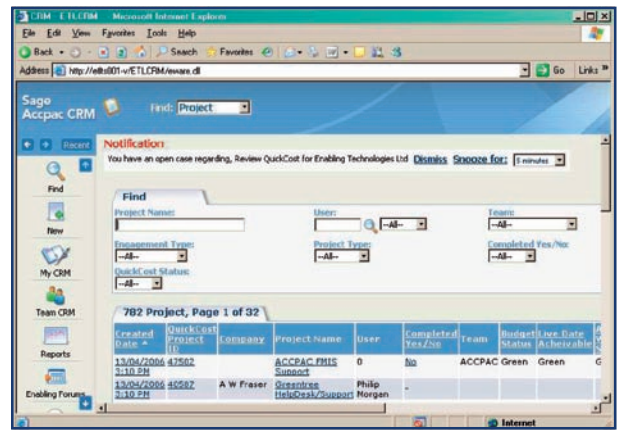 CRM - ETLCRM - Microsoft Internet Explorer
File Edit View Favorites Tools Help
Back Search Favorites
Address Go Links »
Sage
Accpac CRM
Find: Project
Recent
Notification
You have an open case regarding, Review QuickCost for Enabling Technologies Ltd Dismiss Snooze for: 5 minutes
Find
New
My CRM
Team CRM
Reports
Enabling Forums
Find
Project Name: User: Team:
--All-- --All--
Engagement Type: Project Type: Completed Yes/No:
--All-- --All-- --All--
QuickCost Status:
--All--
782 Project, Page 1 of 32
Created Date QuickCost Project ID Company Project Name User Completed Yes/No Team Budget Status Live Date Acheivable
13/04/2006 3:10 PM 47502 ACCPAC FMIS Support 0 No ACCPAC Green Green G
13/04/2006 3:10 PM 40587 A W Fraser Greentree HelpDesk/Support Philip Morgan -
Internet